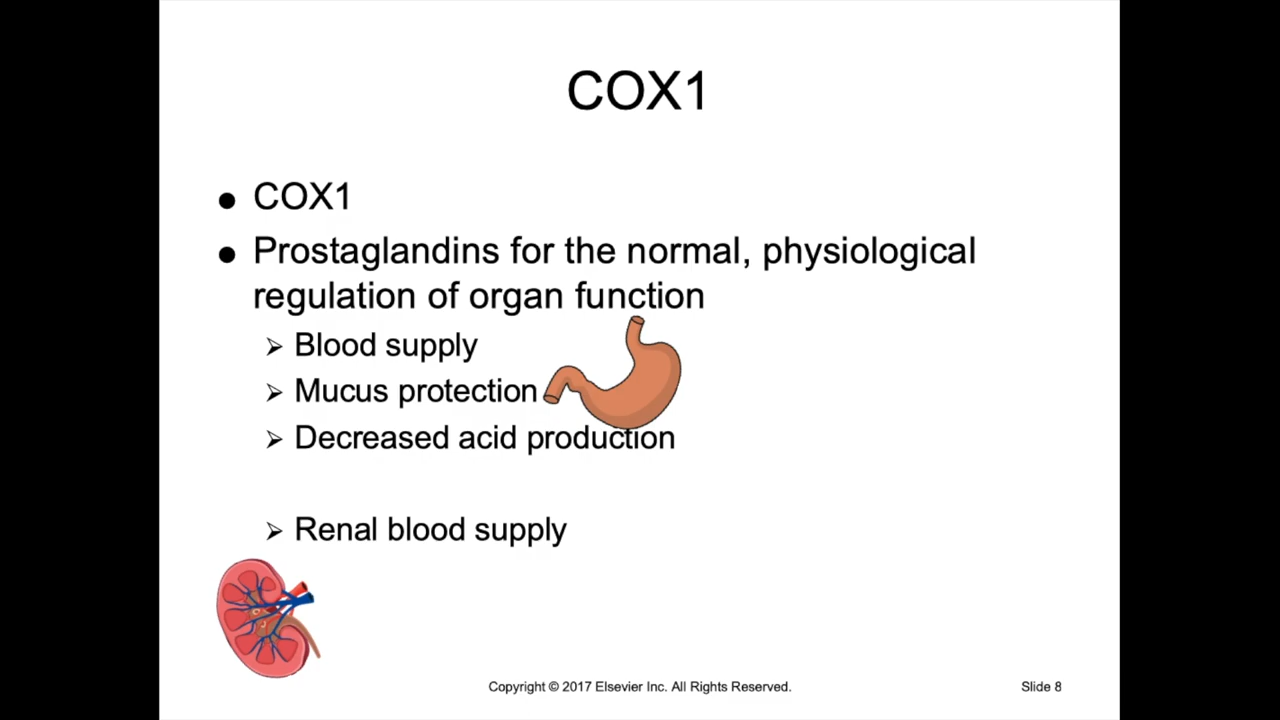 COX1
● COX1
● Prostaglandins for the normal, physiological
regulation of organ function
➢ Blood supply
➢ Mucus protection
➢ Decreased acid production
➢ Renal blood supply
Copyright © 2017 Elsevier Inc. All Rights Reserved.
Slide 8